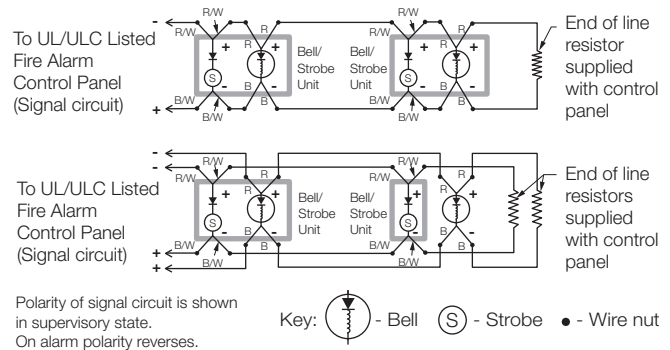 To UL/ULC Listed
Fire Alarm
Control Panel
(Signal circuit)
-
+
R/W
R/W
R
R
+
+
S
-
-
B/W
B/W
B
B
Bell/
Strobe
Unit
R/W
R/W
R
R
+
+
S
-
-
B/W
B/W
B
B
End of line
resistor
supplied
with control
panel
To UL/ULC Listed
Fire Alarm
Control Panel
(Signal circuit)
-
-
+
+
R/W
R/W
R
R
+
+
S
-
-
B/W
B/W
B
B
Bell/
Strobe
Unit
Bell/
Strobe
Unit
R/W
R/W
R
R
+
+
S
-
-
B/W
B/W
B
B
Bell/
Strobe
Unit
End of line
resistors
supplied
with control
panel
Polarity of signal circuit is shown
in supervisory state.
On alarm polarity reverses.
Key: - Bell S - Strobe - Wire nut